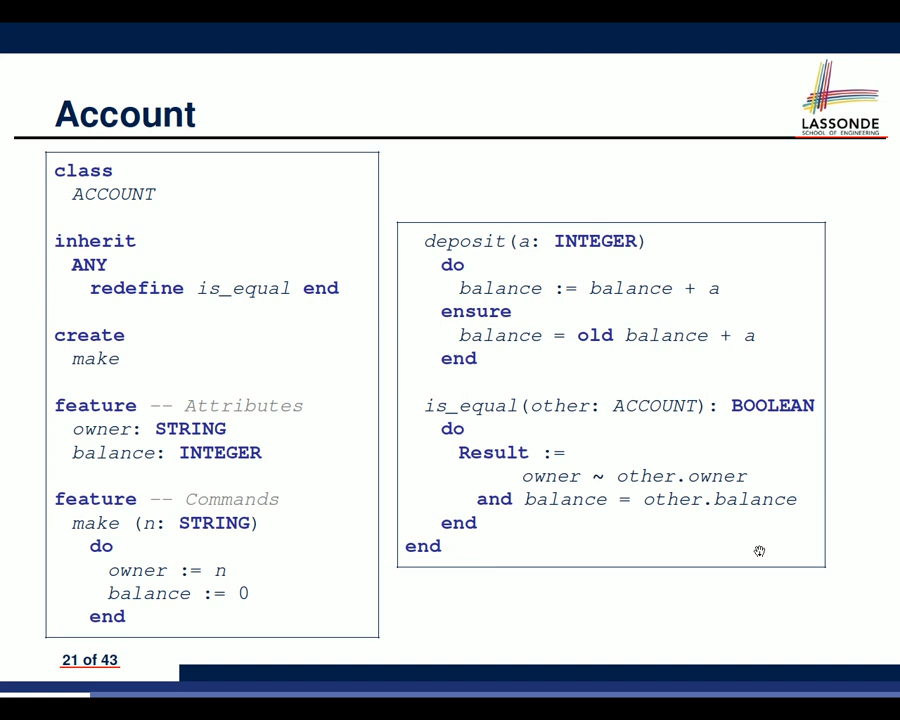 Account
LASSONDE
SCHOOL OF ENGINEERING
class
ACCOUNT
inherit
ANY
redefine is_equal end
create
make
feature -- Attributes
owner: STRING
balance: INTEGER
feature -- Commands
make (n: STRING)
do
owner := n
balance := 0
end
deposit(a: INTEGER)
do
balance := balance + a
ensure
balance = old balance + a
end
is_equal(other: ACCOUNT): BOOLEAN
do
Result :=
owner ~ other.owner
and balance = other.balance
end
end
21 of 43